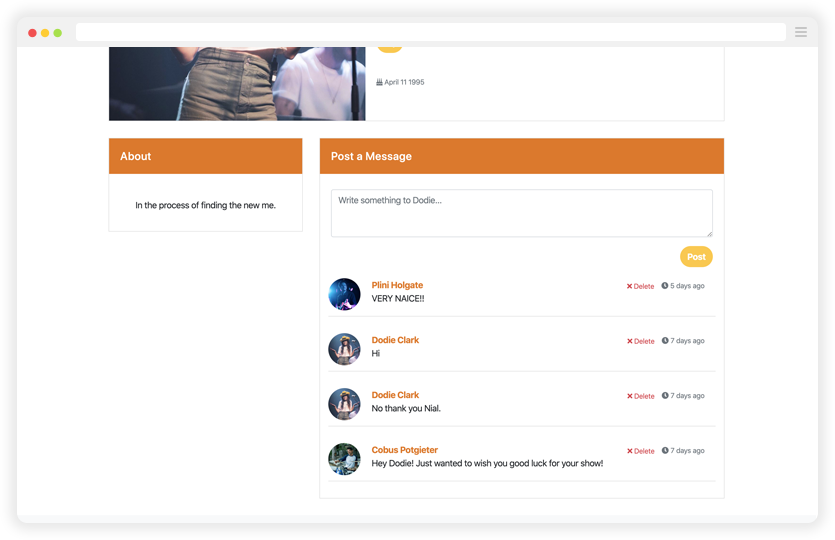 April 11 1995
About
In the process of finding the new me.
Post a Message
Write something to Dodie...
Post
Plini Holgate
Delete 5 days ago
VERY NAICE!!
Dodie Clark
Delete 7 days ago
Hi
Dodie Clark
Delete 7 days ago
No thank you Nial.
Cobus Potgieter
Delete 7 days ago
Hey Dodie! Just wanted to wish you good luck for your show!